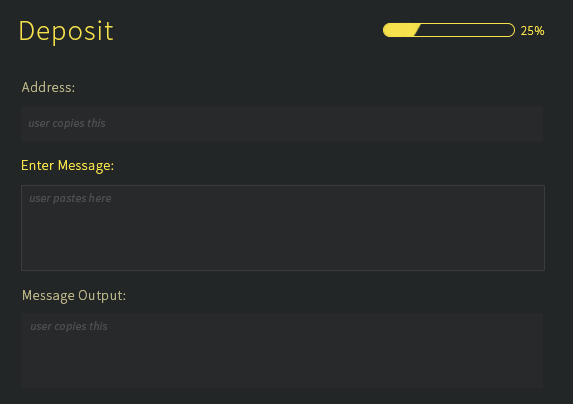 Deposit
25%
Address:
user copies this
Enter Message:
user pastes here
Message Output:
user copies this